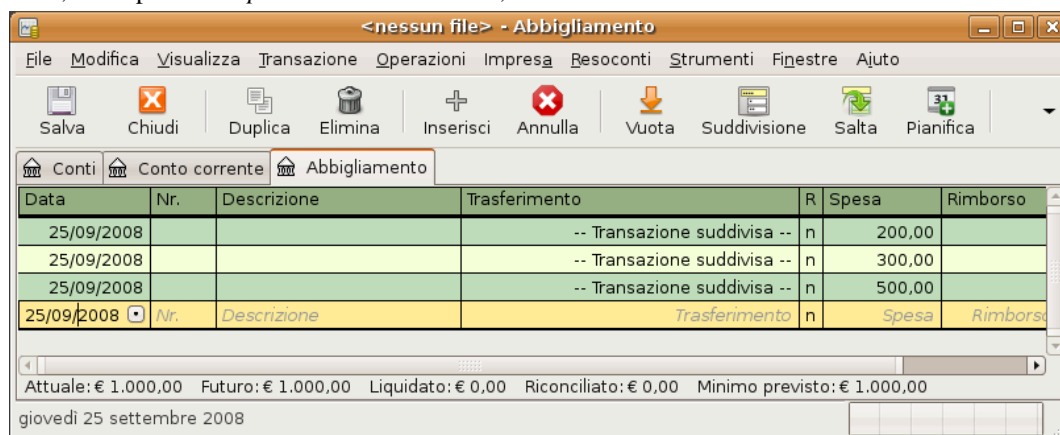 <nessun file> - Abbigliamento
File Modifica Visualizza Transazione Operazioni Impresa Resoconti Strumenti Finestre Aiuto
Salva Chiudi Duplica Elimina Inserisci Annulla Vuota Suddivisione Salta Pianifica
Conti Conto corrente Abbigliamento
Data Nr. Descrizione Trasferimento R Spesa Rimborso
25/09/2008 -- Transazione suddivisa -- n 200,00
25/09/2008 -- Transazione suddivisa -- n 300,00
25/09/2008 -- Transazione suddivisa -- n 500,00
25/09/2008 Nr. Descrizione Trasferimento n Spesa Rimborso
Attuale: € 1.000,00 Futuro: € 1.000,00 Liquidato: € 0,00 Riconciliato: € 0,00 Minimo previsto: € 1.000,00
giovedì 25 settembre 2008